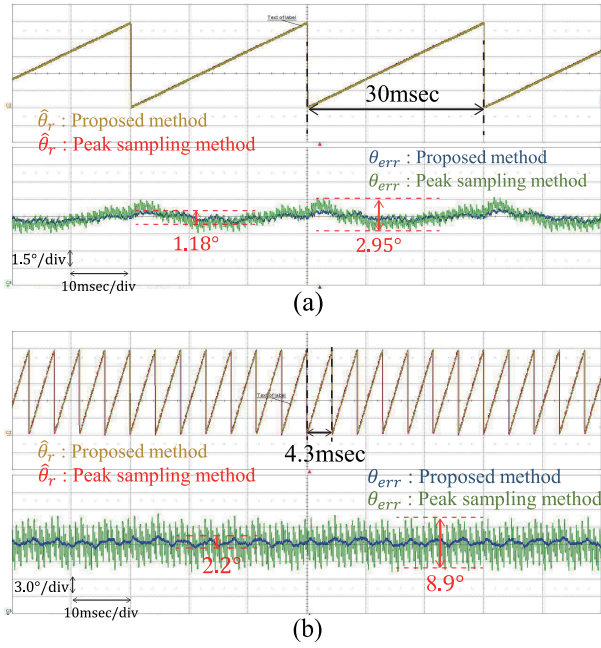 Text of label
30msec
θ̂r : Proposed method
θ̂r : Peak sampling method
θerr : Proposed method
θerr : Peak sampling method
1.18°
2.95°
1.5°/div
10msec/div
(a)
Text of label
4.3msec
θ̂r : Proposed method
θ̂r : Peak sampling method
θerr : Proposed method
θerr : Peak sampling method
2.2°
8.9°
3.0°/div
10msec/div
(b)